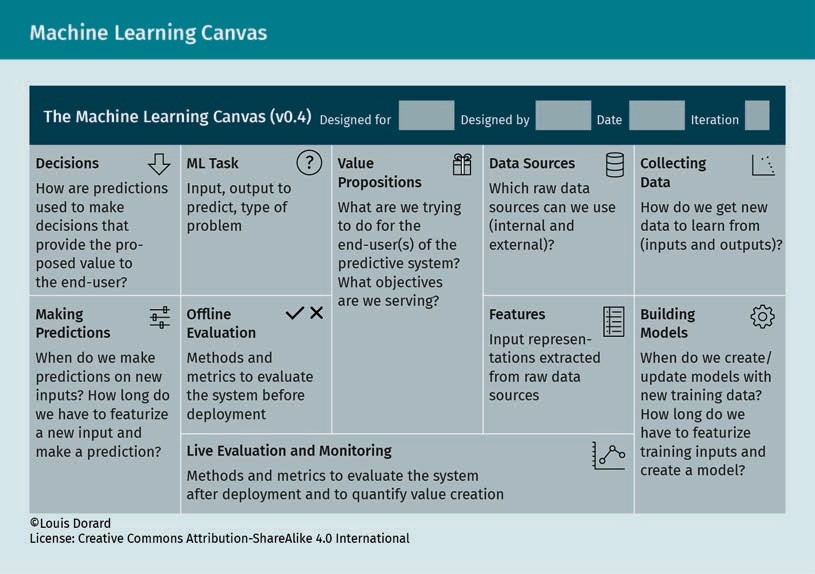 Machine Learning Canvas
The Machine Learning Canvas (v0.4) Designed for Designed by Date Iteration
Decisions
How are predictions
used to make
decisions that
provide the pro-
posed value to
the end-user?
ML Task
Input, output to
predict, type of
problem
Value
Propositions
What are we trying
to do for the
end-user(s) of the
predictive system?
What objectives
are we serving?
Data Sources
Which raw data
sources can we use
(internal and
external)?
Collecting
Data
How do we get new
data to learn from
(inputs and outputs)?
Making
Predictions
When do we make
predictions on new
inputs? How long do
we have to featurize
a new input and
make a prediction?
Offline
Evaluation
Methods and
metrics to evaluate
the system before
deployment
Features
Input represen-
tations extracted
from raw data
sources
Building
Models
When do we create/
update models with
new training data?
How long do we
have to featurize
training inputs and
create a model?
Live Evaluation and Monitoring
Methods and metrics to evaluate the system
after deployment and to quantify value creation
©Louis Dorard
License: Creative Commons Attribution-ShareAlike 4.0 International